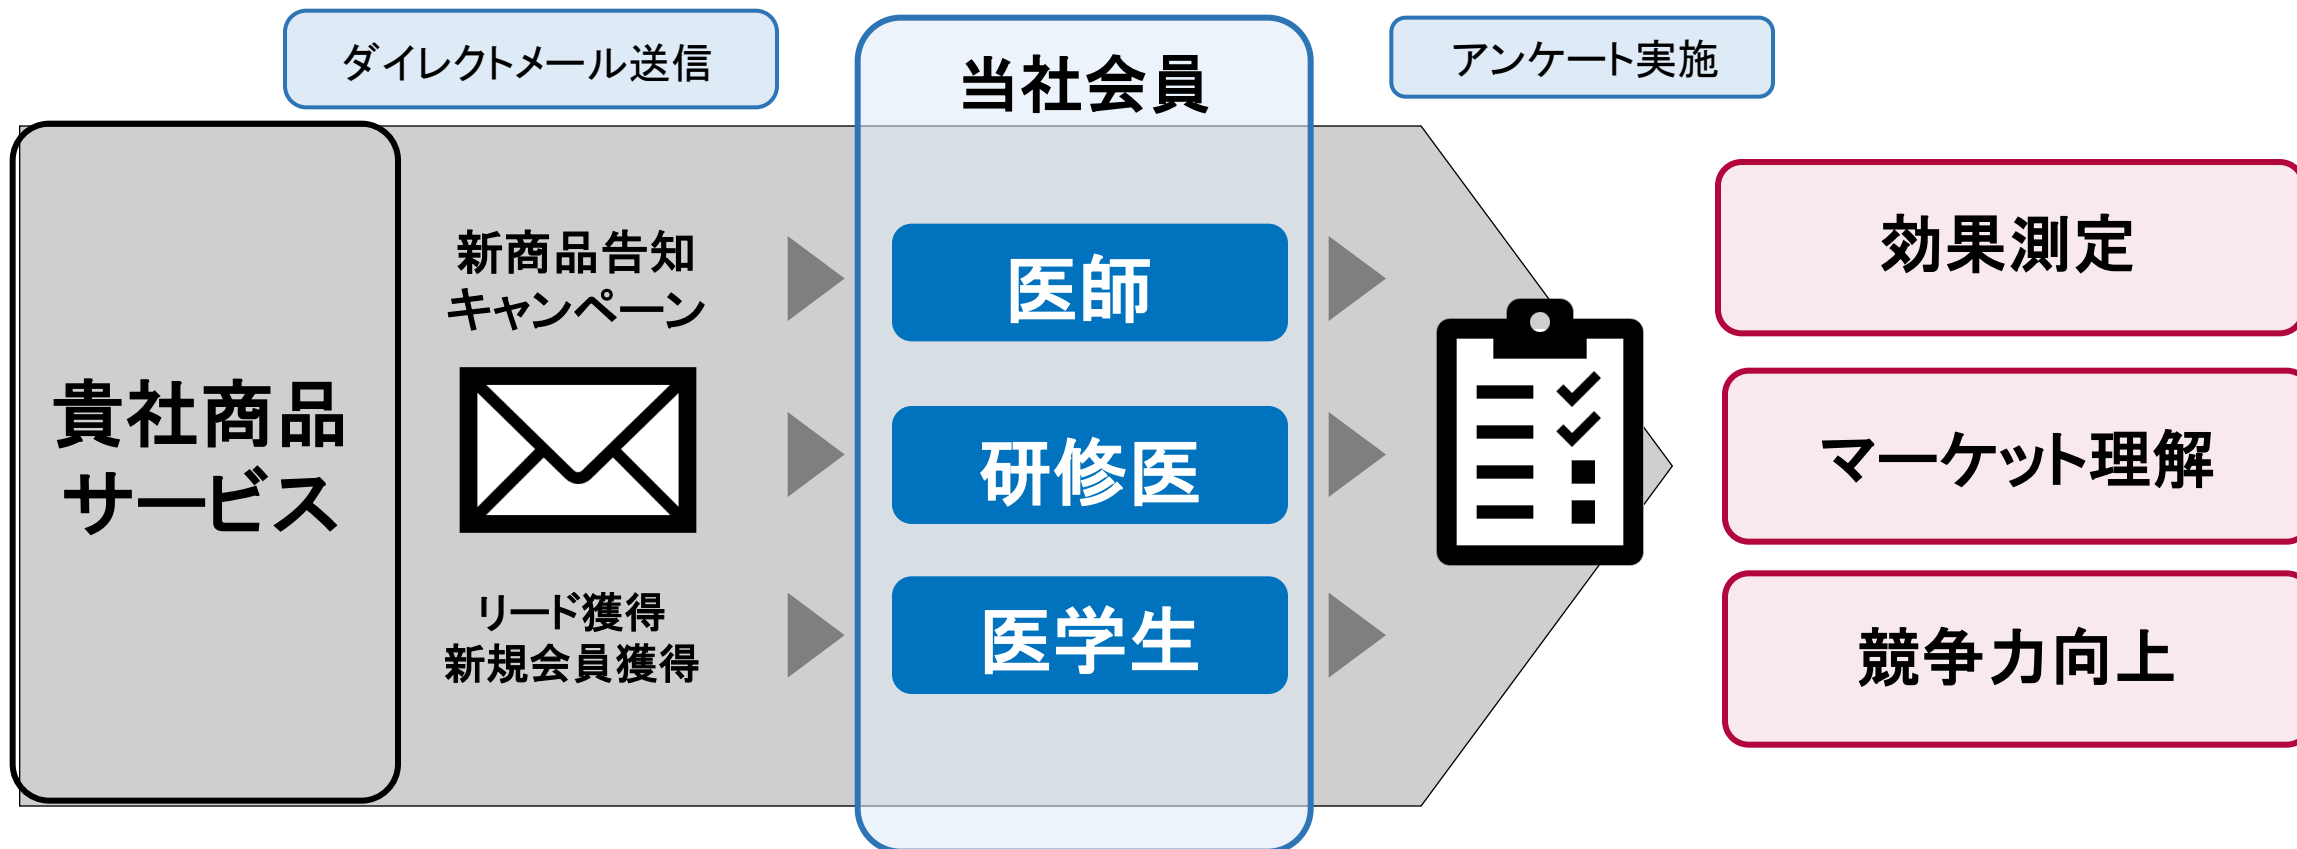 ダイレクトメール送信
当社会員
アンケート実施
貴社商品
サービス
新商品告知
キャンペーン
リード獲得
新規会員獲得
医師
研修医
医学生
効果測定
マーケット理解
競争力向上